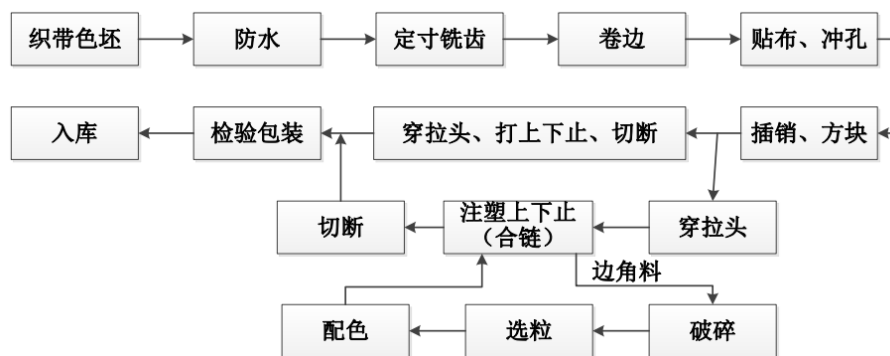 织带色坯
防水
定寸铣齿
卷边
贴布、冲孔
入库
检验包装
穿拉头、打上下止、切断
插销、方块
切断
注塑上下止
（合链）
穿拉头
边角料
配色
选粒
破碎